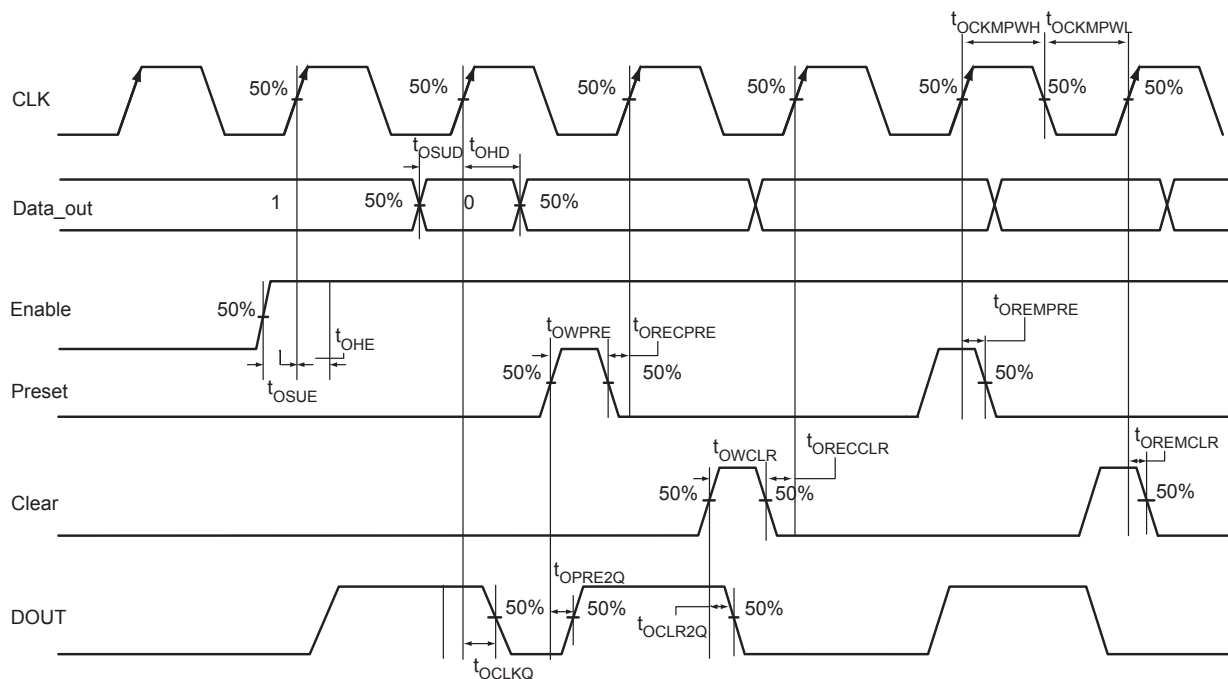 tOCKMPWH tOCKMPWL
CLK 50% 50% 50% 50% 50% 50% 50%
tOSUD tOHD
Data_out 1 50% 0 50%
Enable 50%
tOHE tOWPRE tORECPRE tOREMPRE
tOSUE
Preset 50% 50% 50%
tOWCLR tORECCLR tOREMCLR
Clear 50% 50% 50%
tOPRE2Q
DOUT 50% 50% 50%
tOCLR2Q
tOCLKQ